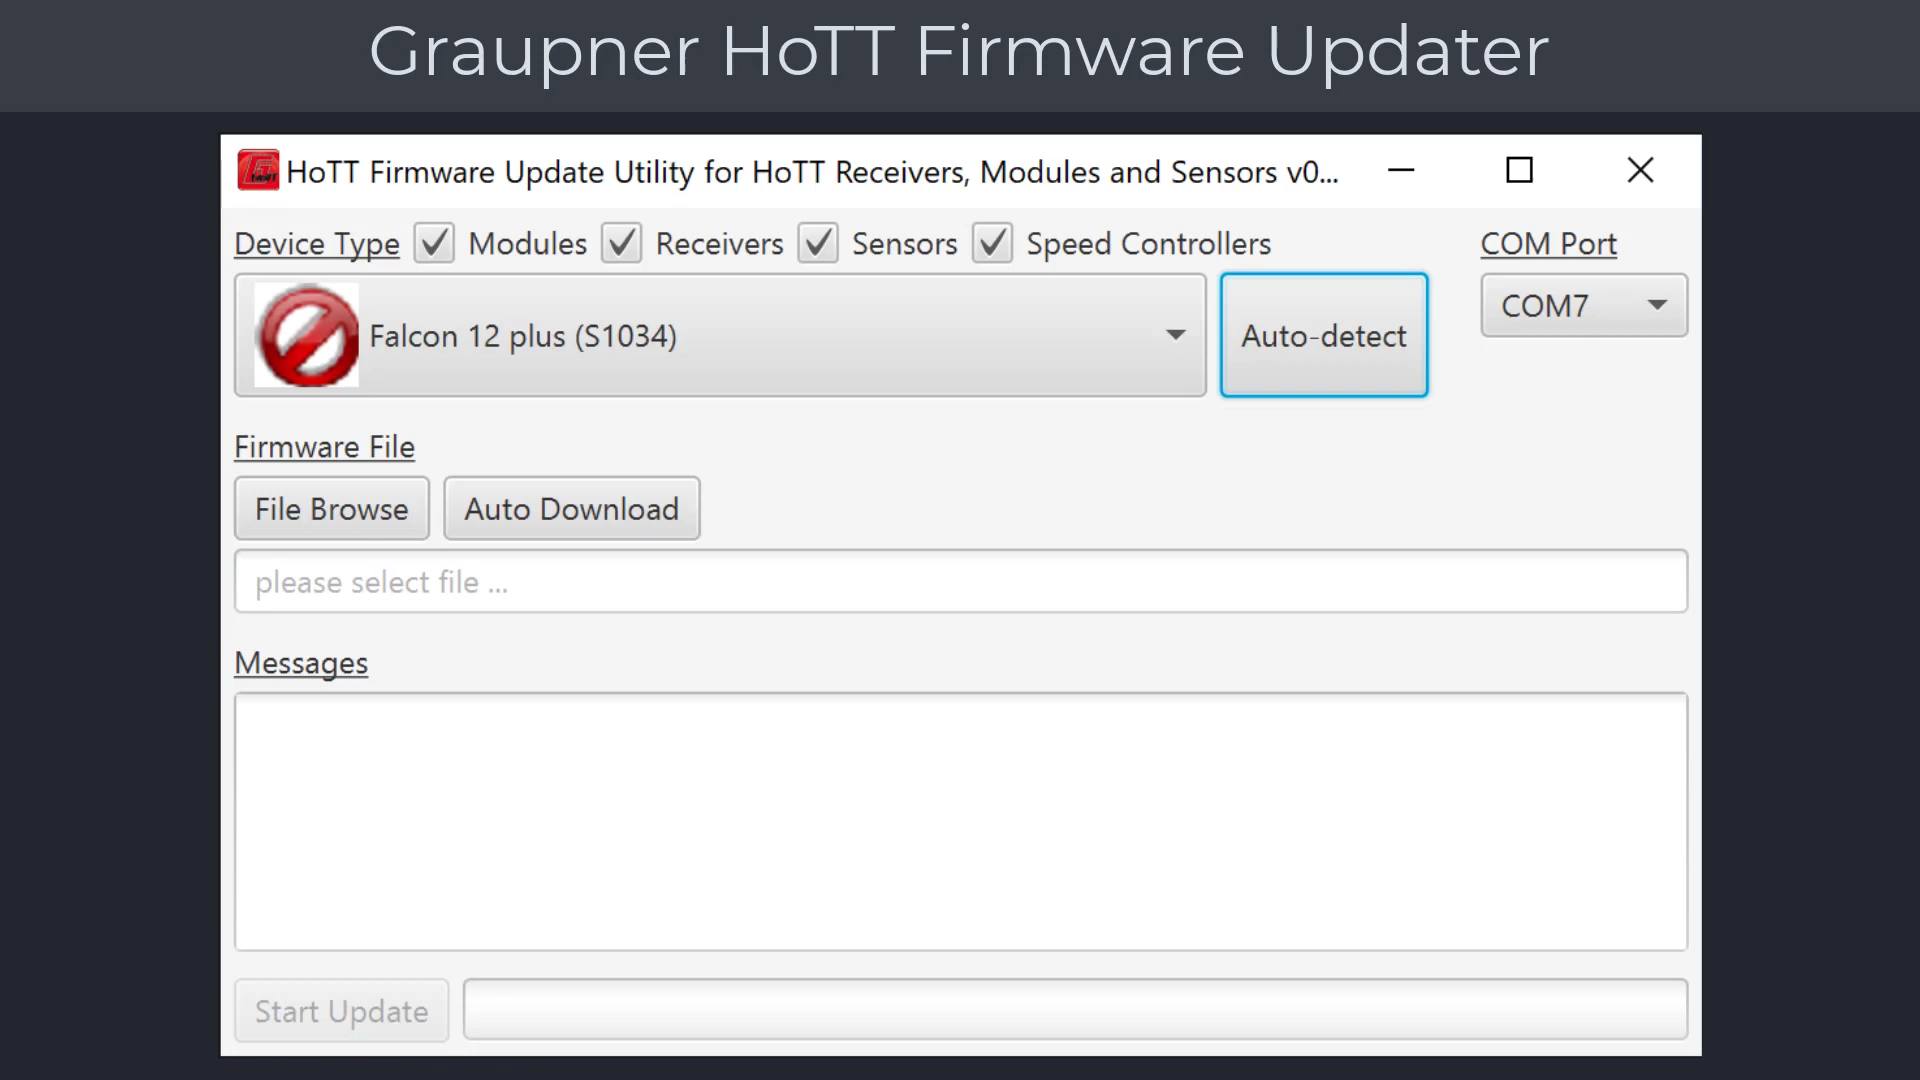 Graupner HoTT Firmware Updater
HoTT Firmware Update Utility for HoTT Receivers, Modules and Sensors v0...
Device Type Modules Receivers Sensors Speed Controllers COM Port
Falcon 12 plus (S1034) Auto-detect COM7
Firmware File
File Browse Auto Download
please select file ...
Messages
Start Update